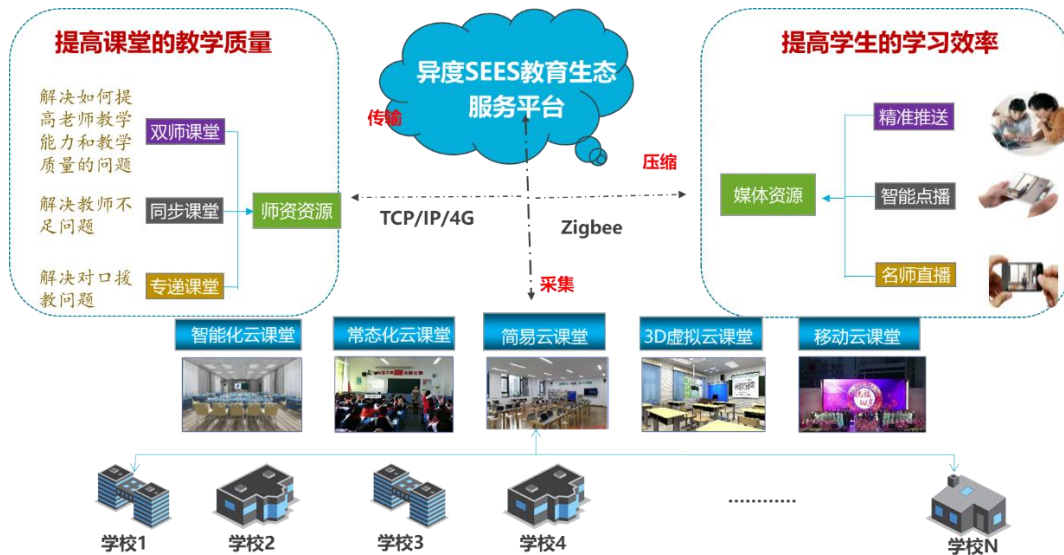 提高课堂的教学质量
解决如何提
高老师教学
能力和教学
质量的问题
双师课堂
解决教师不
足问题
同步课堂
师资资源
解决对口援
教问题
专递课堂
异度SEES教育生态
服务平台
传输
压缩
TCP/IP/4G
Zigbee
采集
提高学生的学习效率
精准推送
媒体资源
智能点播
名师直播
智能化云课堂
常态化云课堂
简易云课堂
3D虚拟云课堂
移动云课堂
学校1
学校2
学校3
学校4
............
学校N